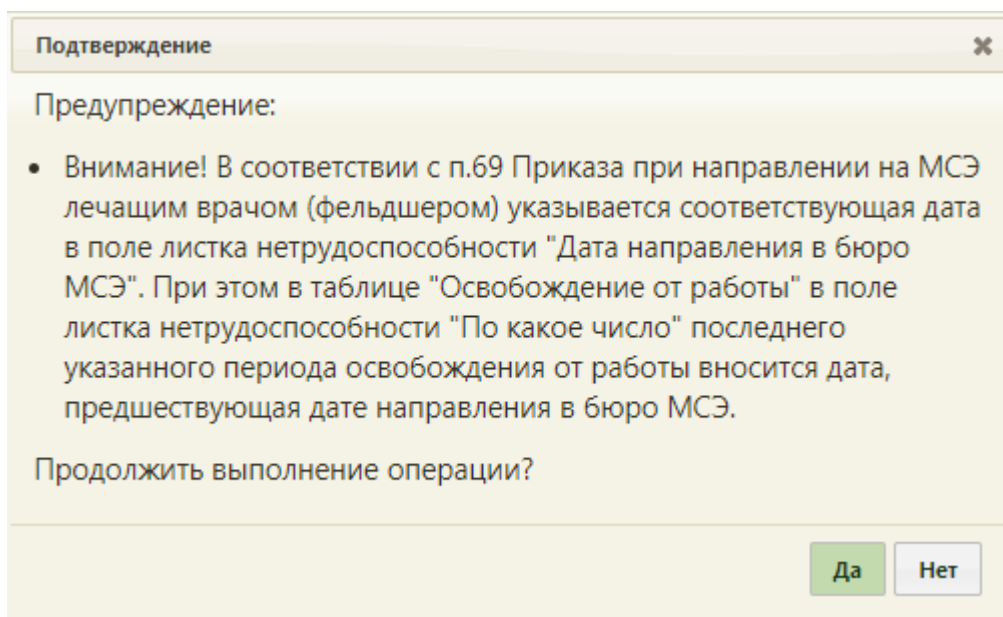 Подтверждение
Предупреждение:
• Внимание! В соответствии с п.69 Приказа при направлении на МСЭ
лечащим врачом (фельдшером) указывается соответствующая дата
в поле листка нетрудоспособности "Дата направления в бюро
МСЭ". При этом в таблице "Освобождение от работы" в поле
листка нетрудоспособности "По какое число" последнего
указанного периода освобождения от работы вносится дата,
предшествующая дате направления в бюро МСЭ.
Продолжить выполнение операции?
Да Нет